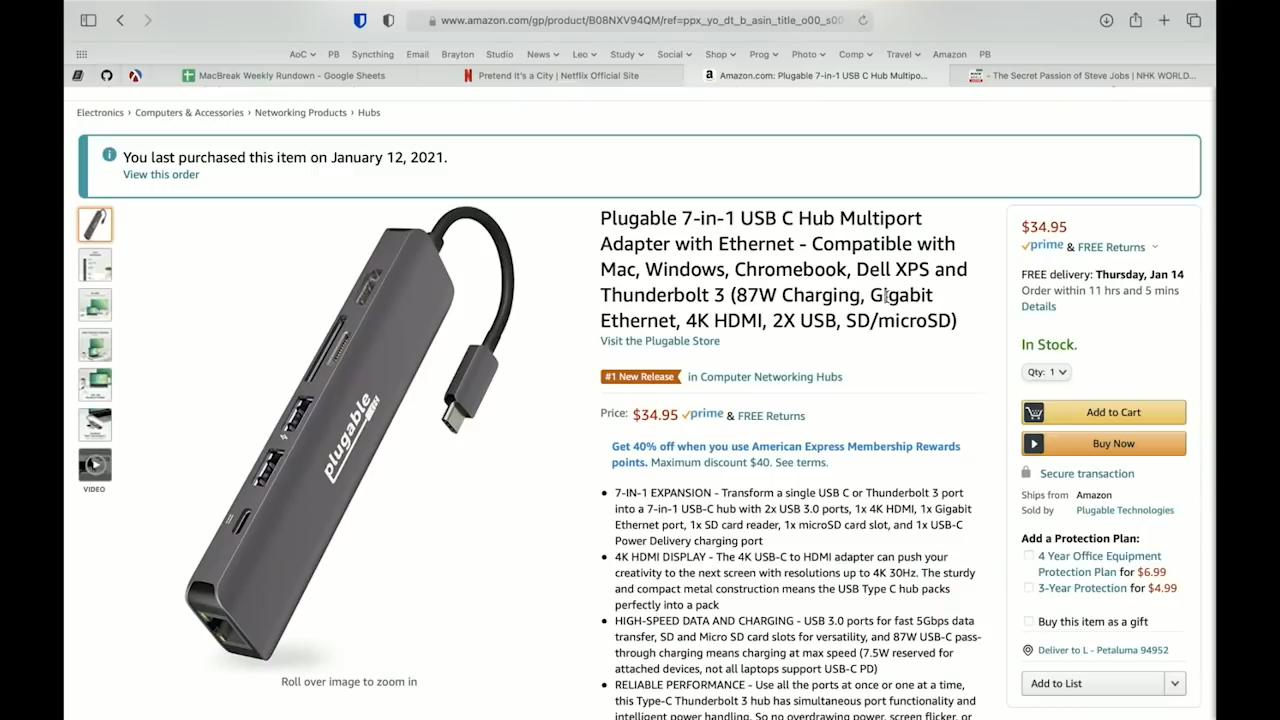 www.amazon.com/gp/product/B08NXV94QM/ref=ppx_yo_dt_b_asin_title_o00_s00
AoC PB Syncthing Email Brayton Studio News Leo Study Social Shop Prog Photo Comp Travel Amazon PB
MacBreak Weekly Rundown - Google Sheets
Pretend It's a City | Netflix Official Site
Amazon.com: Plugable 7-in-1 USB C Hub Multipo...
- The Secret Passion of Steve Jobs | NHK WORLD...
Electronics › Computers & Accessories › Networking Products › Hubs
You last purchased this item on January 12, 2021.
View this order
VIDEO
plugable
Roll over image to zoom in
Plugable 7-in-1 USB C Hub Multiport
Adapter with Ethernet - Compatible with
Mac, Windows, Chromebook, Dell XPS and
Thunderbolt 3 (87W Charging, Gigabit
Ethernet, 4K HDMI, 2X USB, SD/microSD)
Visit the Plugable Store
#1 New Release in Computer Networking Hubs
Price: $34.95 prime & FREE Returns
Get 40% off when you use American Express Membership Rewards
points. Maximum discount $40. See terms.
• 7-IN-1 EXPANSION - Transform a single USB C or Thunderbolt 3 port
into a 7-in-1 USB-C hub with 2x USB 3.0 ports, 1x 4K HDMI, 1x Gigabit
Ethernet port, 1x SD card reader, 1x microSD card slot, and 1x USB-C
Power Delivery charging port
• 4K HDMI DISPLAY - The 4K USB-C to HDMI adapter can push your
creativity to the next screen with resolutions up to 4K 30Hz. The sturdy
and compact metal construction means the USB Type C hub packs
perfectly into a pack
• HIGH-SPEED DATA AND CHARGING - USB 3.0 ports for fast 5Gbps data
transfer, SD and Micro SD card slots for versatility, and 87W USB-C pass-
through charging means charging at max speed (7.5W reserved for
attached devices, not all laptops support USB-C PD)
• RELIABLE PERFORMANCE - Use all the ports at once or one at a time,
this Type-C Thunderbolt 3 hub has simultaneous port functionality and
intelligent power handling. So no overdrawing power, screen flicker, or
$34.95
prime & FREE Returns
FREE delivery: Thursday, Jan 14
Order within 11 hrs and 5 mins
Details
In Stock.
Qty: 1
Add to Cart
Buy Now
Secure transaction
Ships from Amazon
Sold by Plugable Technologies
Add a Protection Plan:
4 Year Office Equipment
Protection Plan for $6.99
3-Year Protection for $4.99
Buy this item as a gift
Deliver to L - Petaluma 94952
Add to List